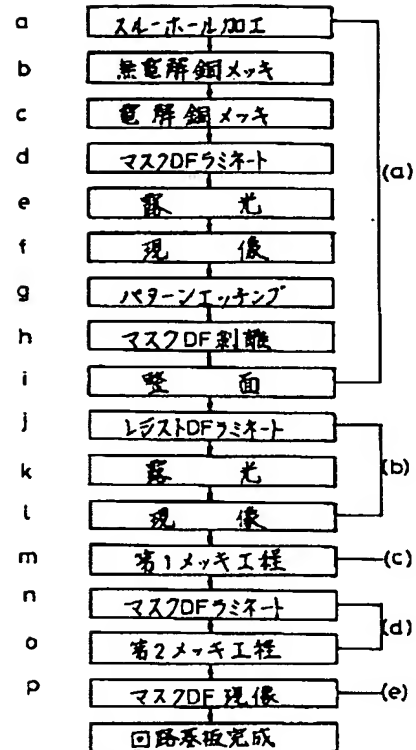 a スルーホール加工
b 無電解銅メッキ
c 電解銅メッキ
d マスクDFラミネート
(a)
e 露光
f 現像
g パターンエッチング
h マスクDF剥離
i 整面
j レジストDFラミネート
k 露光
(b)
l 現像
m 第1メッキ工程 (c)
n マスクDFラミネート
(d)
o 第2メッキ工程
p マスクDF現像 (e)
回路基板完成